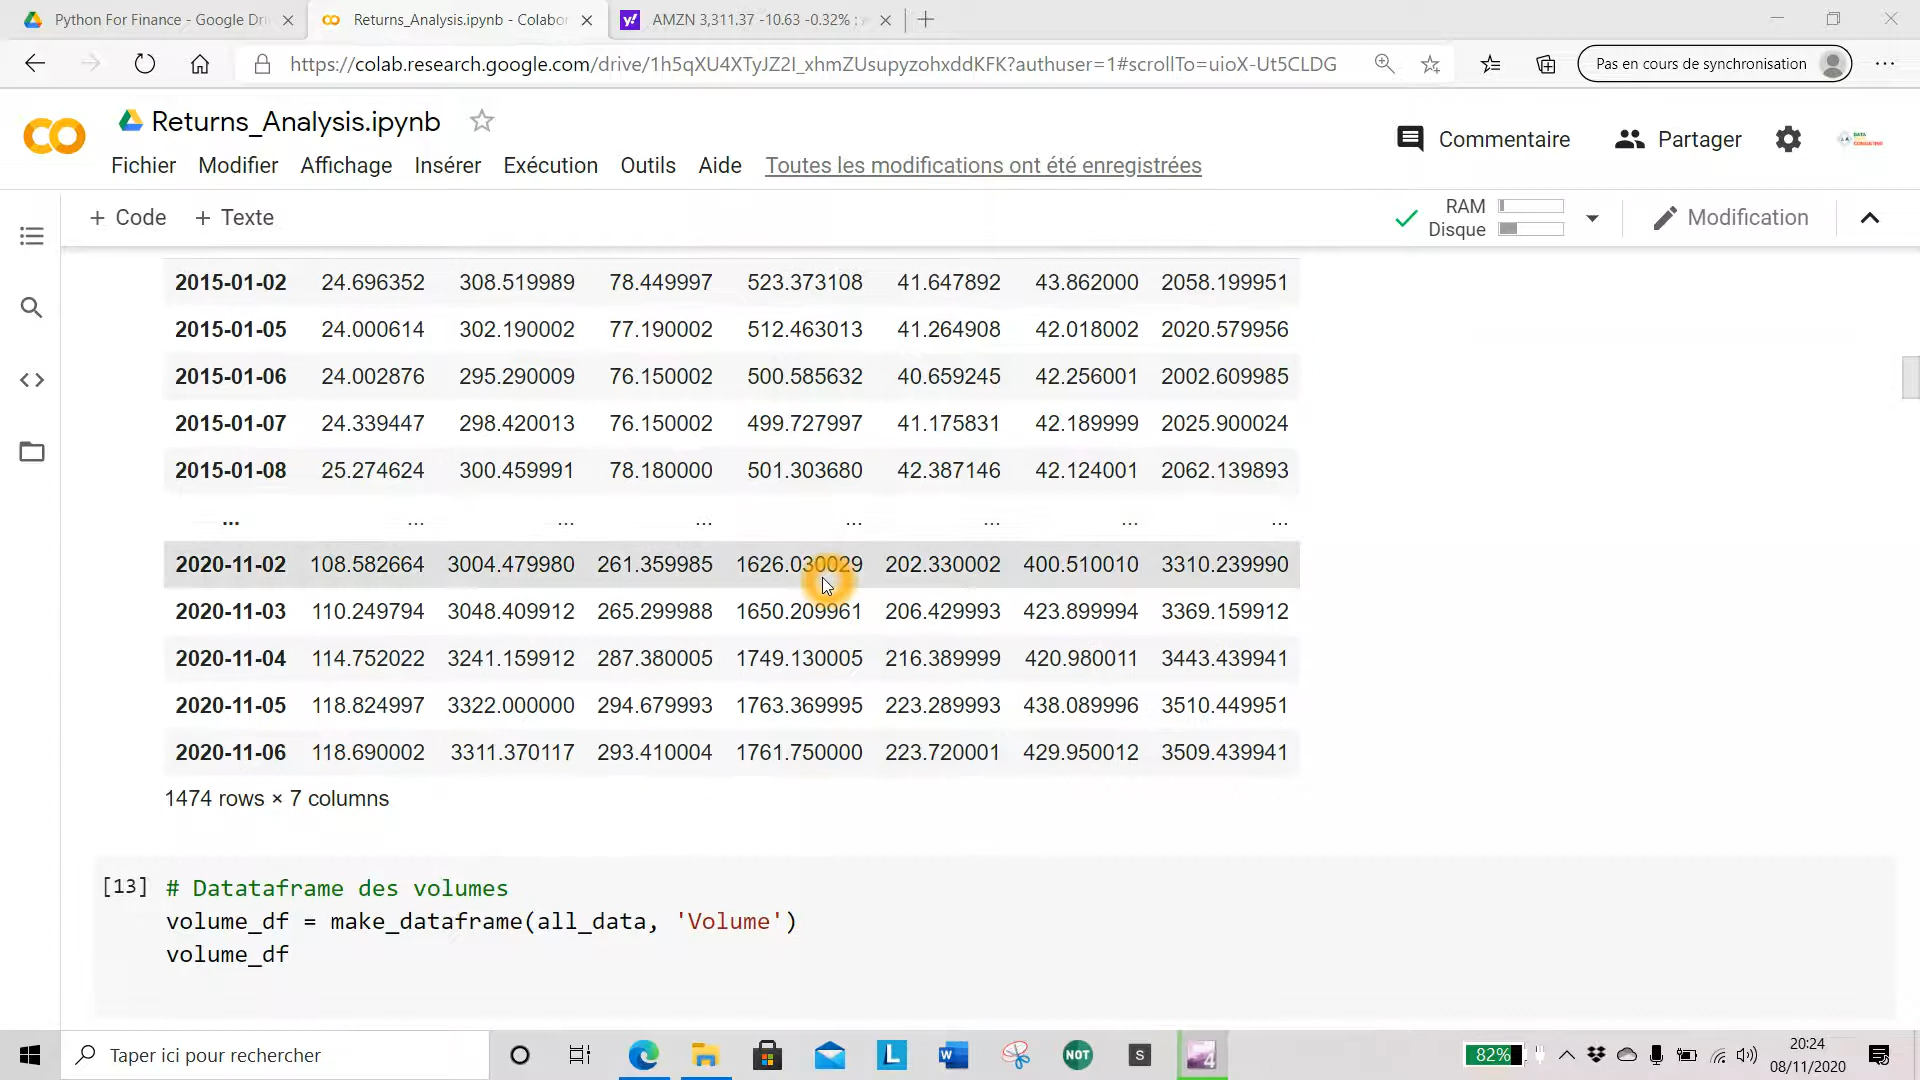 Python For Finance - Google Dri
Returns_Analysis.ipynb - Colabor
AMZN 3,311.37 -10.63 -0.32% :
https://colab.research.google.com/drive/1h5qXU4XTyJZ2I_xhmZUsupyzohxddKFK?authuser=1#scrollTo=uioX-Ut5CLDG
Pas en cours de synchronisation
Returns_Analysis.ipynb
Commentaire
Partager
Fichier Modifier Affichage Insérer Exécution Outils Aide Toutes les modifications ont été enregistrées
+ Code + Texte
RAM
Disque
Modification
2015-01-02 24.696352 308.519989 78.449997 523.373108 41.647892 43.862000 2058.199951
2015-01-05 24.000614 302.190002 77.190002 512.463013 41.264908 42.018002 2020.579956
2015-01-06 24.002876 295.290009 76.150002 500.585632 40.659245 42.256001 2002.609985
2015-01-07 24.339447 298.420013 76.150002 499.727997 41.175831 42.189999 2025.900024
2015-01-08 25.274624 300.459991 78.180000 501.303680 42.387146 42.124001 2062.139893
... ... ... ... ... ... ... ...
2020-11-02 108.582664 3004.479980 261.359985 1626.030029 202.330002 400.510010 3310.239990
2020-11-03 110.249794 3048.409912 265.299988 1650.209961 206.429993 423.899994 3369.159912
2020-11-04 114.752022 3241.159912 287.380005 1749.130005 216.389999 420.980011 3443.439941
2020-11-05 118.824997 3322.000000 294.679993 1763.369995 223.289993 438.089996 3510.449951
2020-11-06 118.690002 3311.370117 293.410004 1761.750000 223.720001 429.950012 3509.439941
1474 rows × 7 columns
[13] # Datataframe des volumes
volume_df = make_dataframe(all_data, 'Volume')
volume_df
Taper ici pour rechercher
L
W
NOT
S
4
82%
20:24
08/11/2020